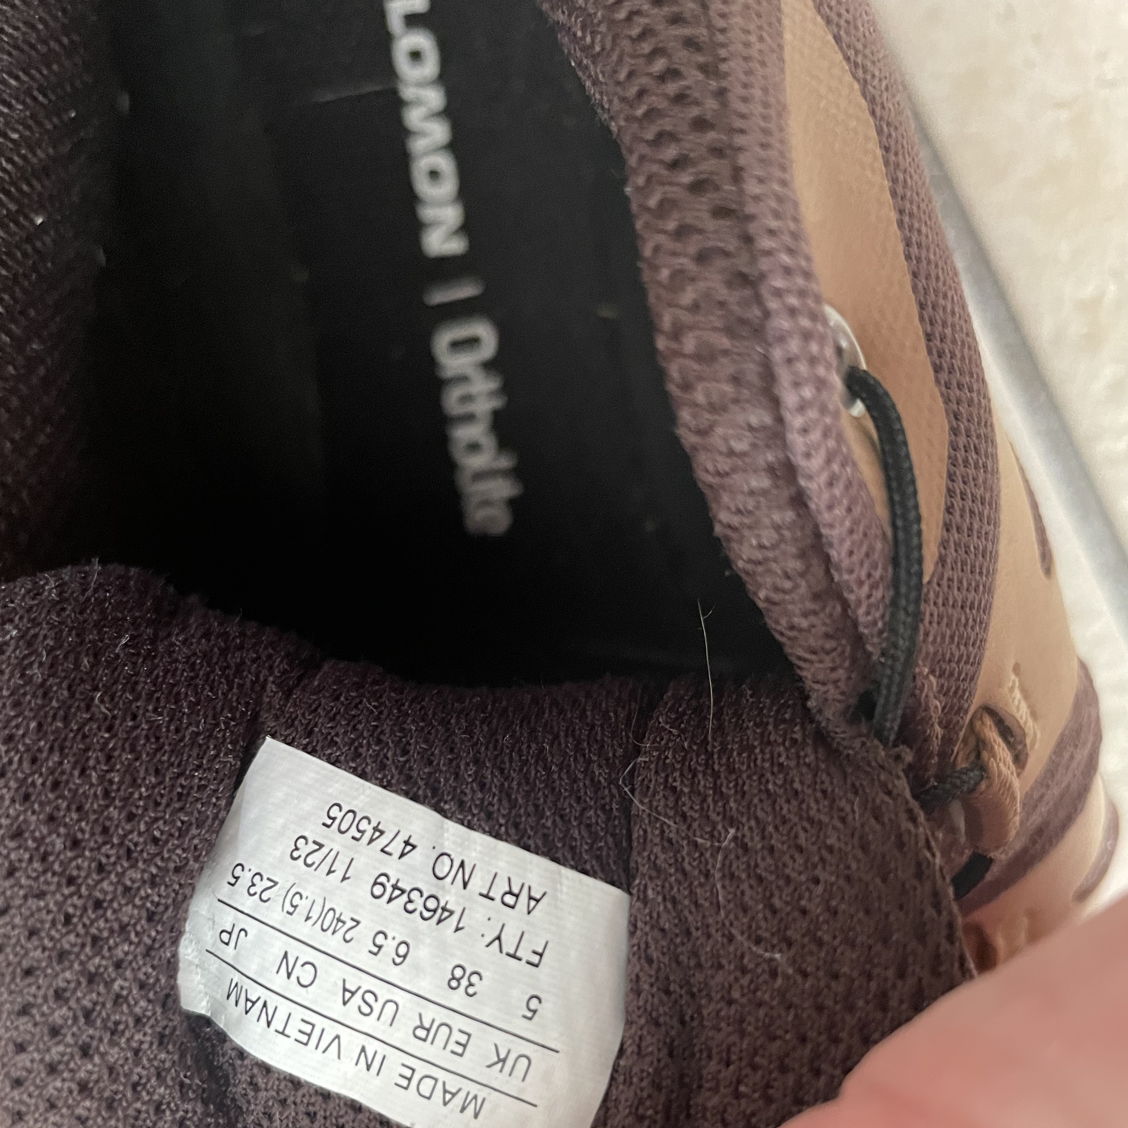 LOMON | Ortholite
MADE IN VIETNAM
UK EUR USA CN JP
5 38 6.5 240(1.5) 23.5
FTY: 146349 11/23
ART NO. 474505